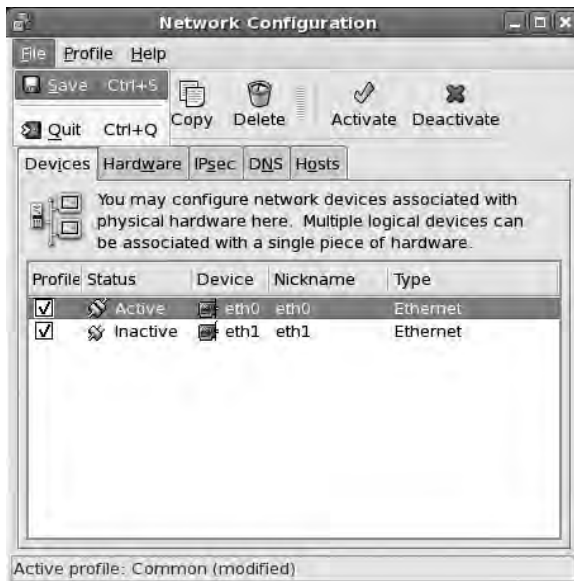 Network Configuration
File Profile Help
Save Ctrl+S
Quit Ctrl+Q
Copy Delete Activate Deactivate
Devices Hardware IPsec DNS Hosts
You may configure network devices associated with
physical hardware here. Multiple logical devices can
be associated with a single piece of hardware.
Profile Status Device Nickname Type
Active eth0 eth0 Ethernet
Inactive eth1 eth1 Ethernet
Active profile: Common (modified)